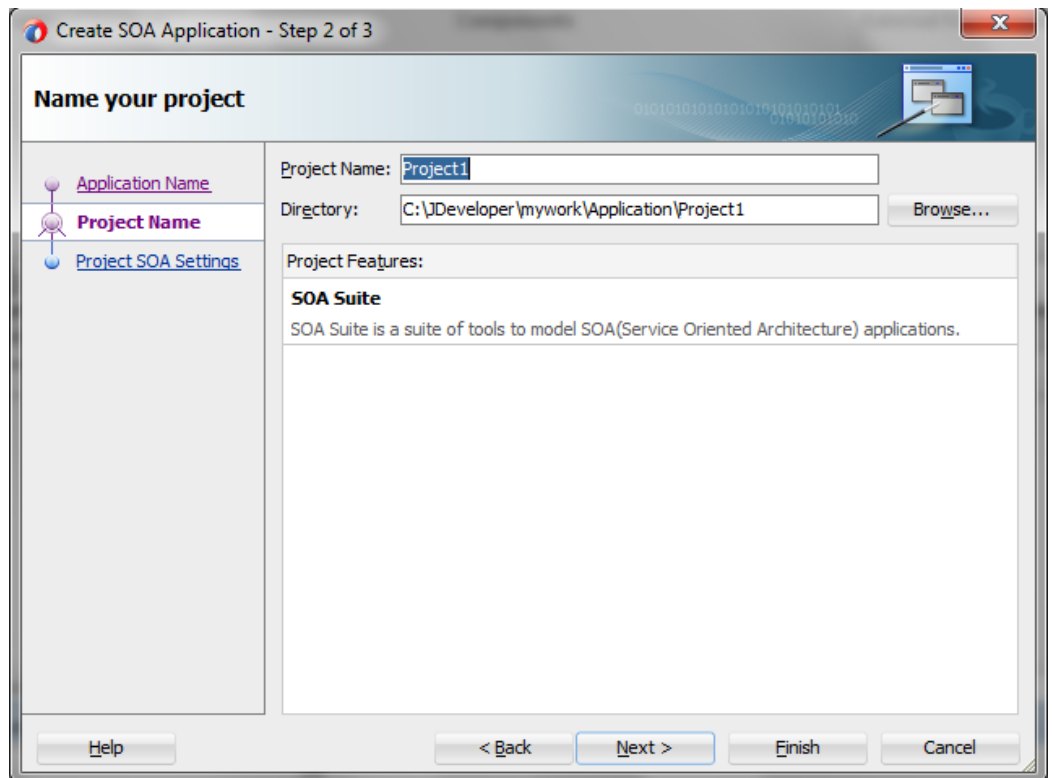 Create SOA Application - Step 2 of 3
Name your project
Application Name
Project Name
Project SOA Settings
Project Name: Project1
Directory: C:\JDeveloper\mywork\Application\Project1 Browse...
Project Features:
SOA Suite
SOA Suite is a suite of tools to model SOA(Service Oriented Architecture) applications.
Help < Back Next > Finish Cancel